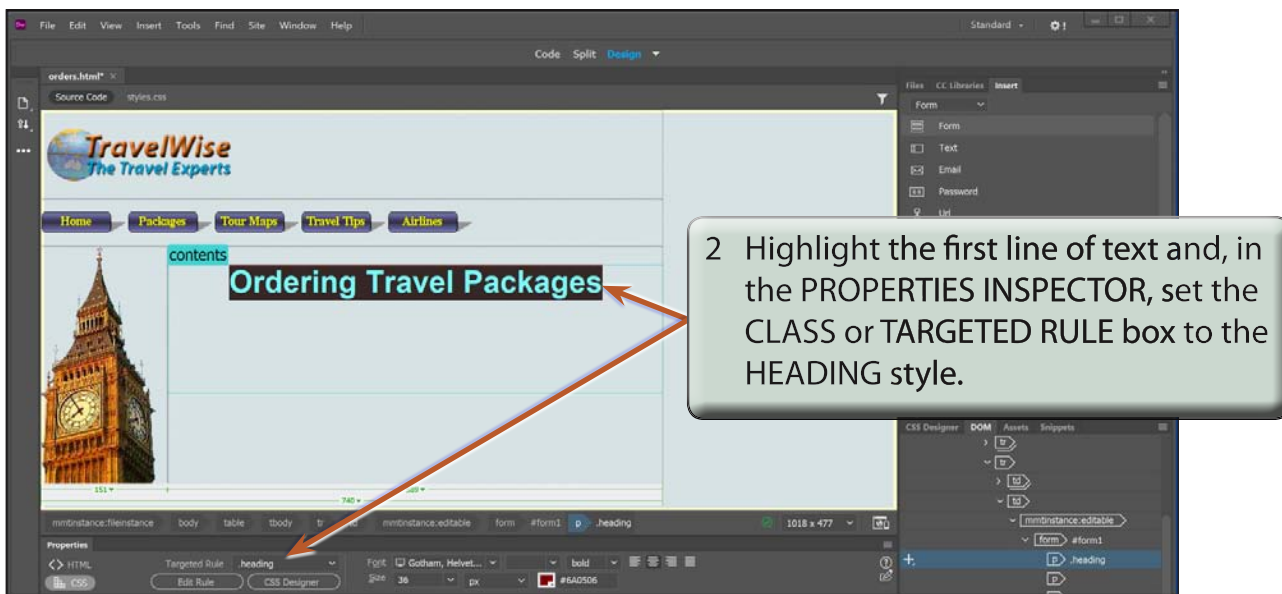 Dw File Edit View Insert Tools Find Site Window Help Standard
Code Split Design
orders.html* ×
Source Code styles.css
Files CC Libraries Insert
Form
Form
Text
Email
Password
Url
TravelWise
The Travel Experts
Home Packages Tour Maps Travel Tips Airlines
contents
Ordering Travel Packages
2 Highlight the first line of text and, in
the PROPERTIES INSPECTOR, set the
CLASS or TARGETED RULE box to the
HEADING style.
151
740
CSS Designer DOM Assets Snippets
tr
tr
td
td
mmtinstance:editable
form #form1
p .heading
p
mmtinstance:fileinstance body table tbody tr mmtinstance:editable form #form1 p .heading 1018 x 477
Properties
<> HTML Targeted Rule .heading Font Gotham, Helvet... bold
CSS Edit Rule CSS Designer Size 36 px #6A0506